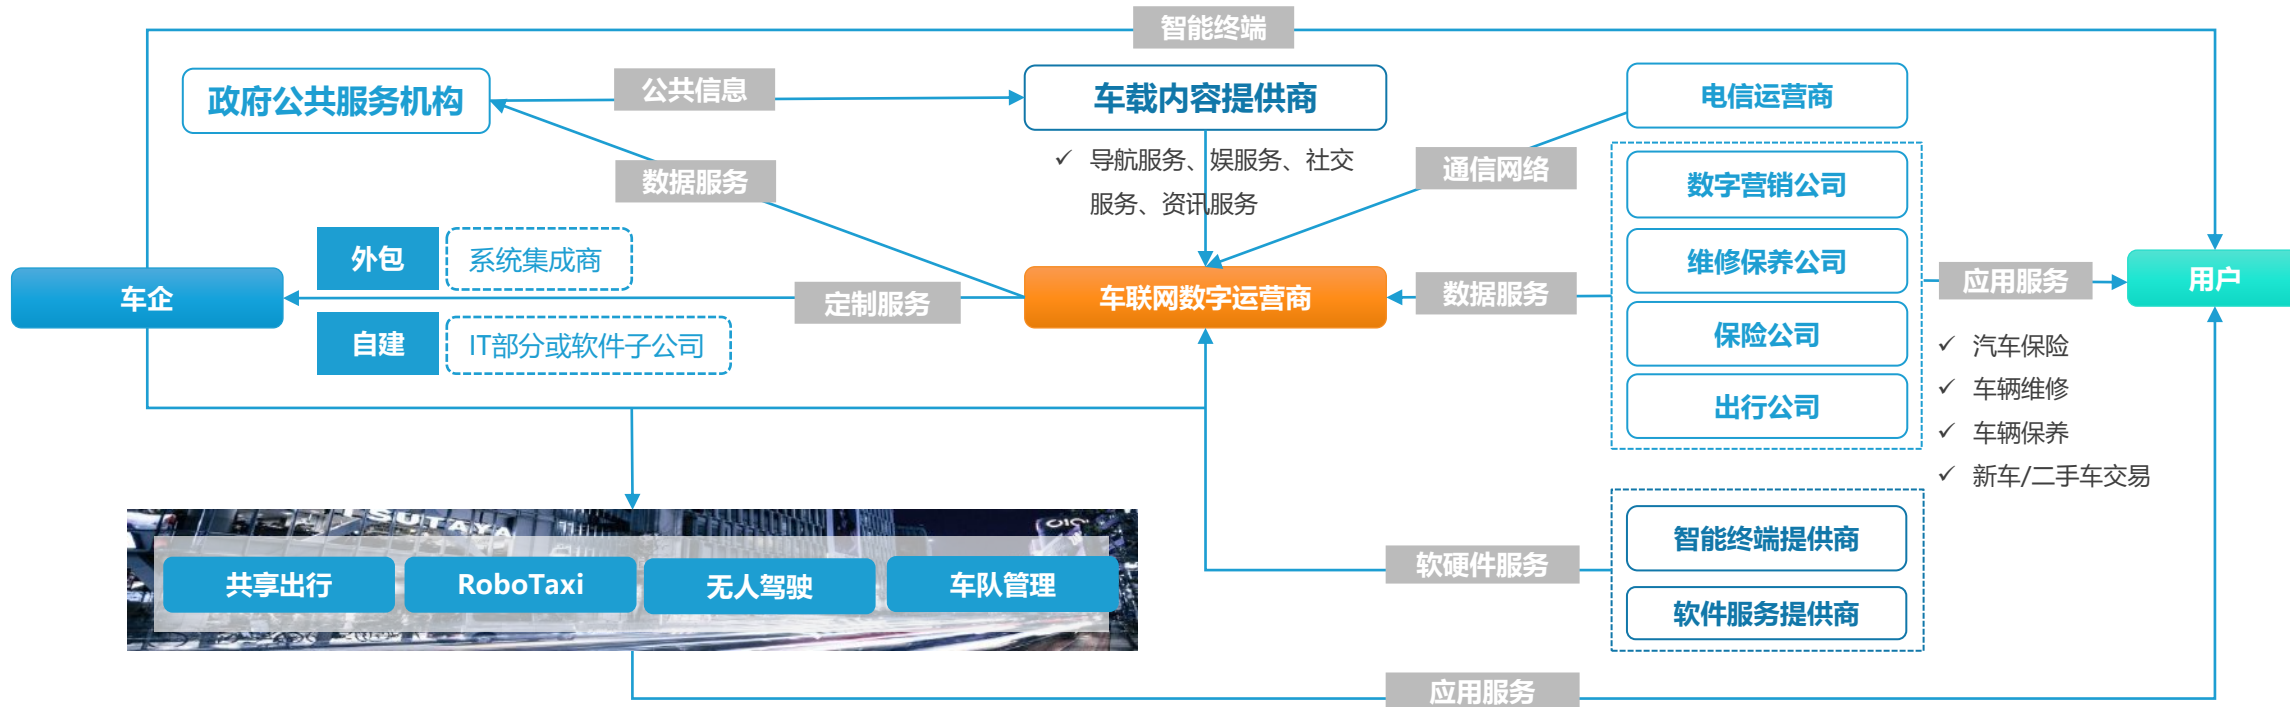 智能终端
政府公共服务机构
公共信息
车载内容提供商
电信运营商
导航服务、娱服务、社交
服务、资讯服务
数据服务
通信网络
数字营销公司
外包
系统集成商
维修保养公司
车企
定制服务
车联网数字运营商
数据服务
应用服务
用户
自建
IT部分或软件子公司
保险公司
出行公司
汽车保险
车辆维修
车辆保养
新车/二手车交易
TSUTAYA
OIOI
共享出行
RoboTaxi
无人驾驶
车队管理
软硬件服务
智能终端提供商
软件服务提供商
应用服务